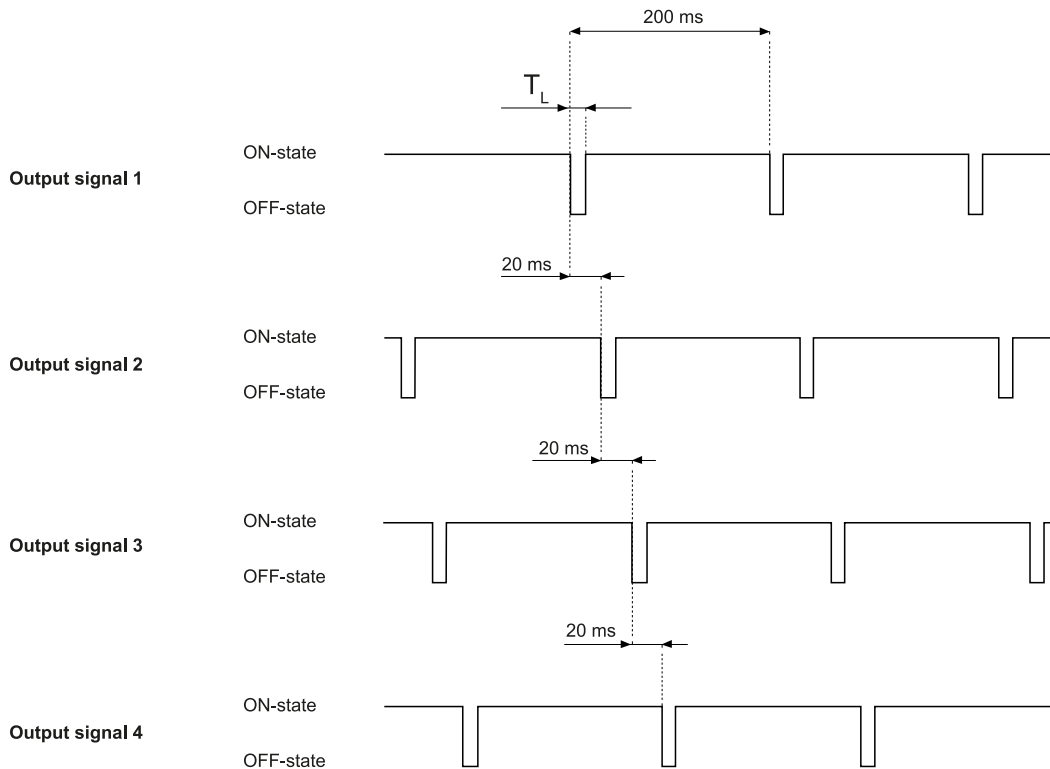 200 ms
TL
ON-state
Output signal 1
OFF-state
20 ms
ON-state
Output signal 2
OFF-state
20 ms
ON-state
Output signal 3
OFF-state
20 ms
ON-state
Output signal 4
OFF-state